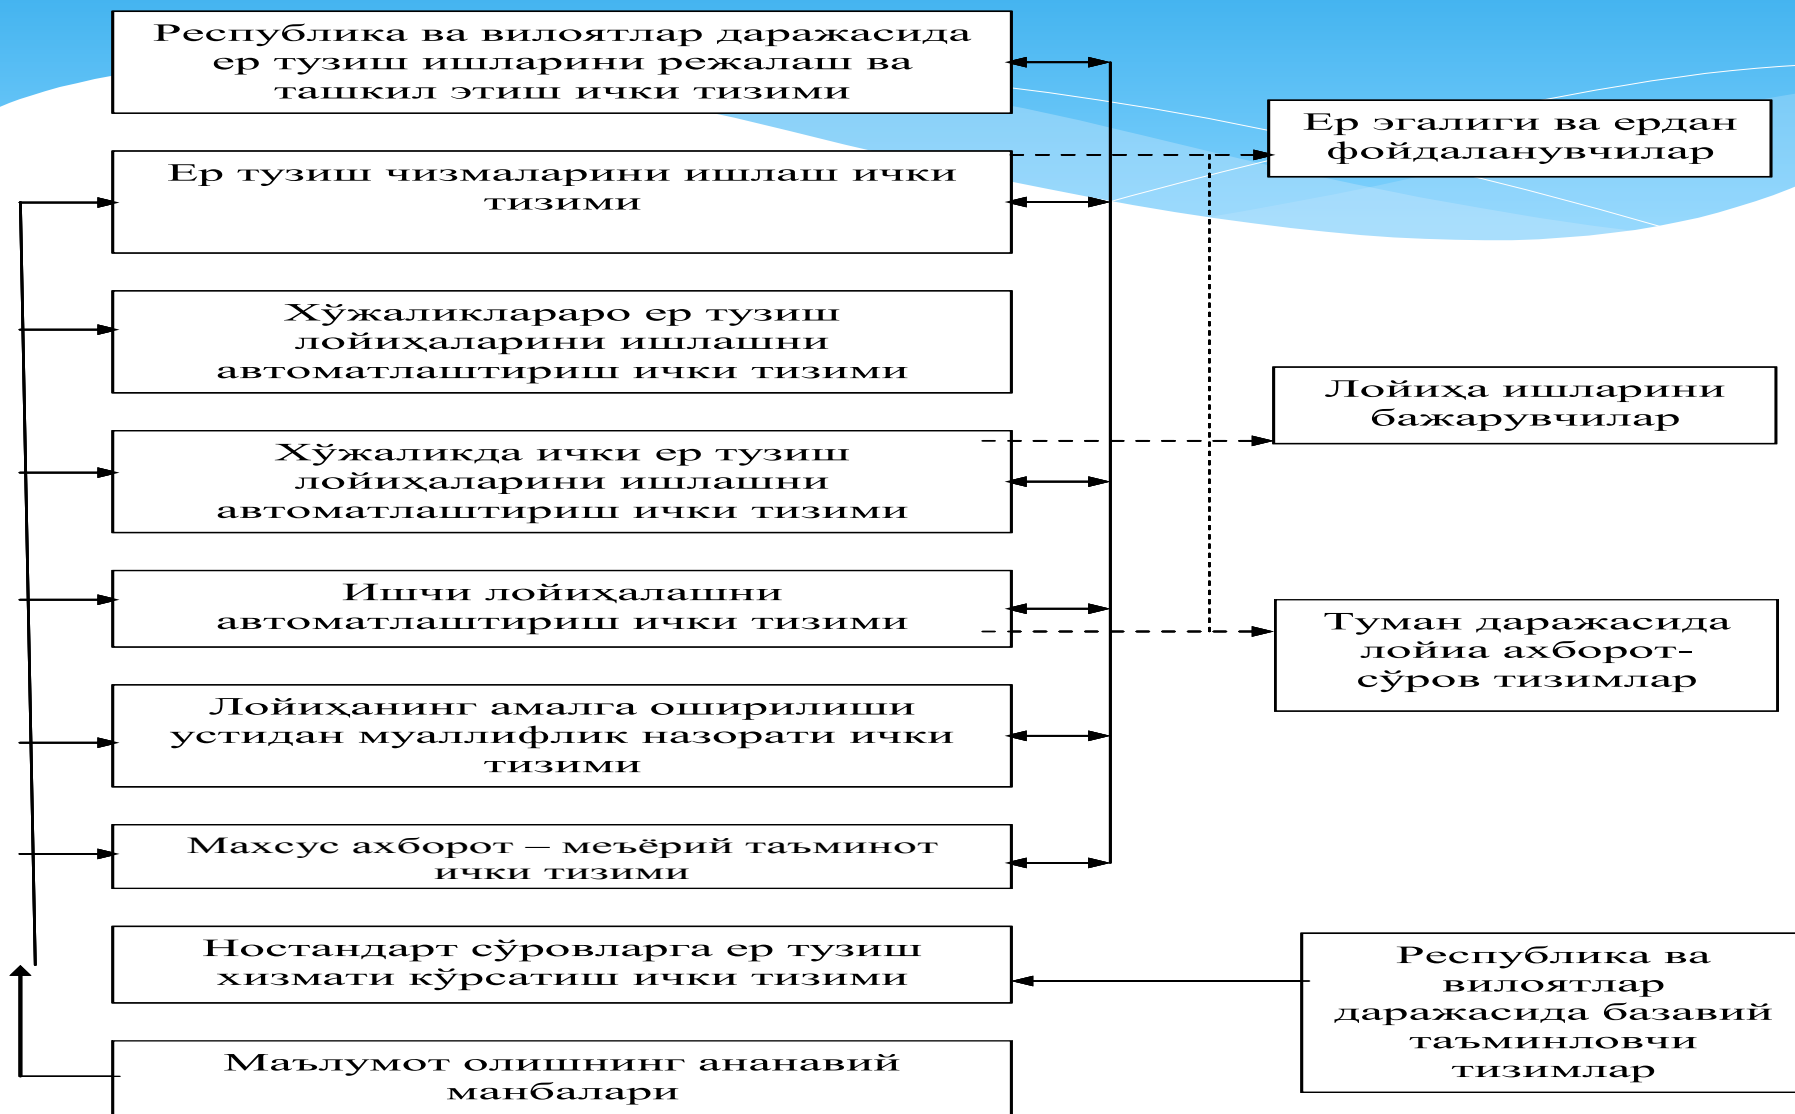 Республика ва вилоятлар даражасида
ер тузиш ишларини режалаш ва
ташкил этиш ички тизими
Ер тузиш чизмаларини ишлаш ички
тизими
Хўжаликлараро ер тузиш
лойиҳаларини ишлашни
автоматлаштириш ички тизими
Хўжаликда ички ер тузиш
лойиҳаларини ишлашни
автоматлаштириш ички тизими
Ишчи лойиҳалашни
автоматлаштириш ички тизими
Лойиҳанинг амалга оширилиши
устидан муаллифлик назорати ички
тизими
Махсус ахборот – меъёрий таъминот
ички тизими
Ностандарт сўровларга ер тузиш
хизмати кўрсатиш ички тизими
Маълумот олишнинг ананавий
манбалари
Ер эгалиги ва ердан
фойдаланувчилар
Лойиҳа ишларини
бажарувчилар
Туман даражасида
лойиа ахборот-
сўров тизимлар
Республика ва
вилоятлар
даражасида базавий
таъминловчи
тизимлар